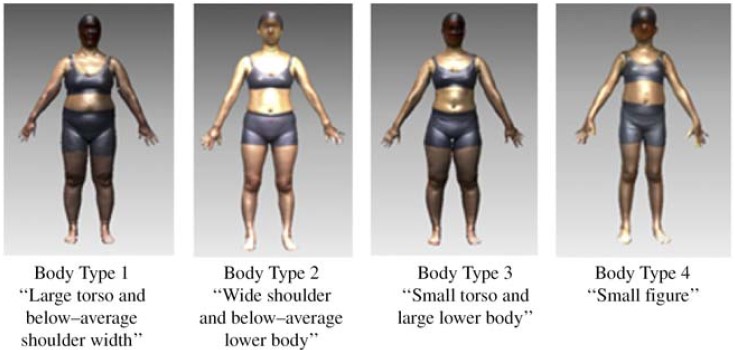 Body Type 1
“Large torso and
below–average
shoulder width”
Body Type 2
“Wide shoulder
and below–average
lower body”
Body Type 3
“Small torso and
large lower body”
Body Type 4
“Small figure”